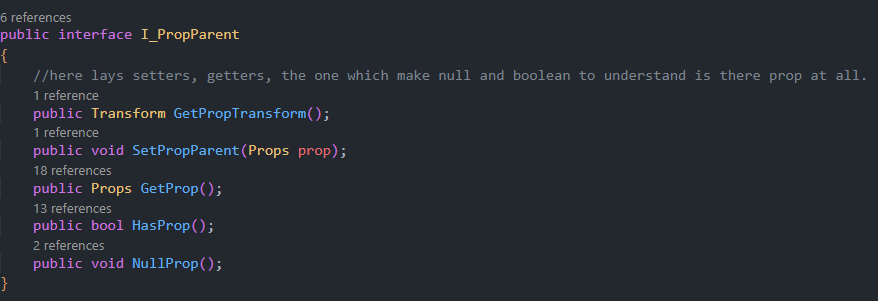 6 references
public interface I_PropParent
{
//here lays setters, getters, the one which make null and boolean to understand is there prop at all.
1 reference
public Transform GetPropTransform();
1 reference
public void SetPropParent(Props prop);
18 references
public Props GetProp();
13 references
public bool HasProp();
2 references
public void NullProp();
}